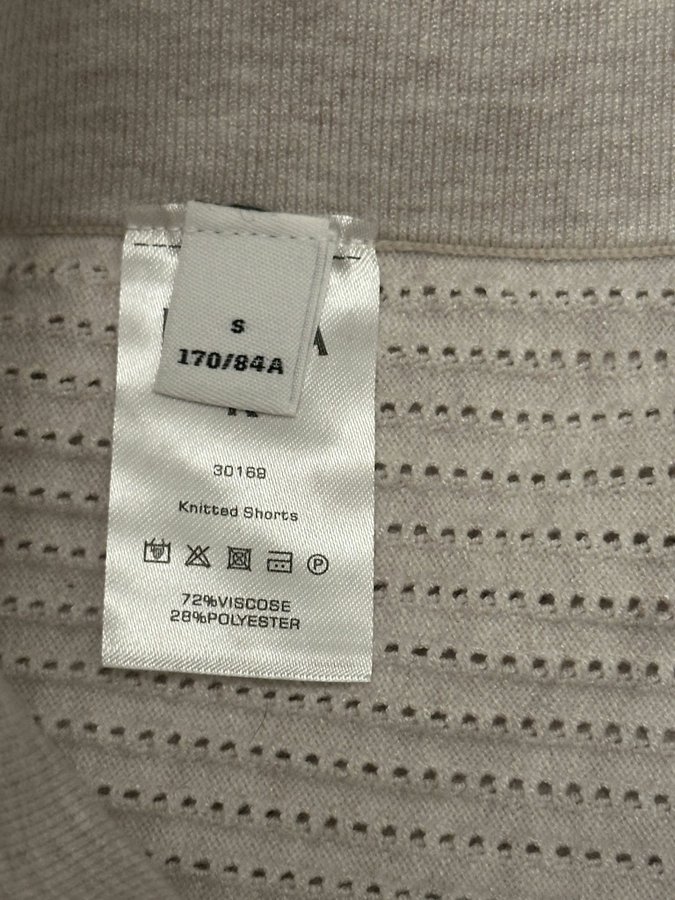 S
170/84A
30169
Knitted Shorts
P
72%VISCOSE
28%POLYESTER